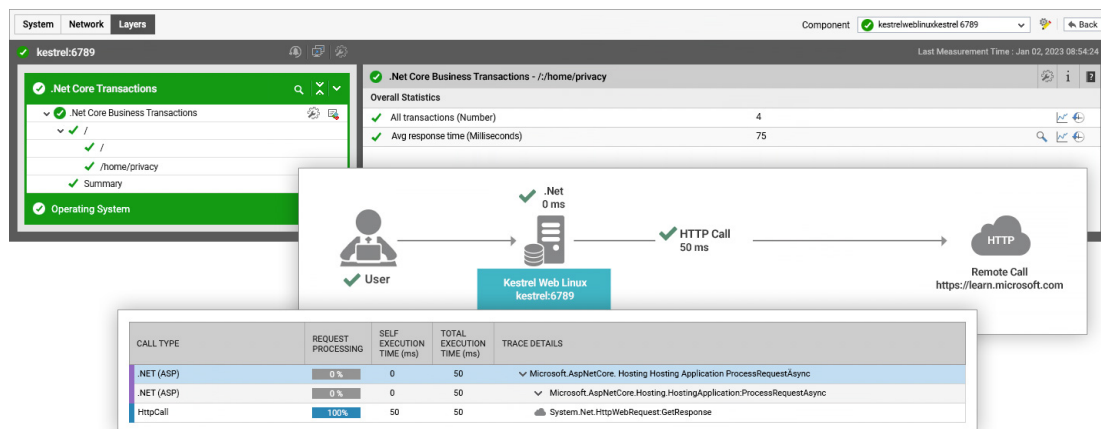 System Network Layers Component kestrelweblinuxkestrel 6789 Back
kestrel:6789 Last Measurement Time : Jan 02, 2023 08:54:24
.Net Core Transactions
.Net Core Business Transactions
/
/
/home/privacy
Summary
Operating System
.Net Core Business Transactions - /:/home/privacy
Overall Statistics
All transactions (Number) 4
Avg response time (Milliseconds) 75
User
.Net
0 ms
Kestrel Web Linux
kestrel:6789
HTTP Call
50 ms
HTTP
Remote Call
https://learn.microsoft.com
CALL TYPE REQUEST PROCESSING SELF EXECUTION TIME (ms) TOTAL EXECUTION TIME (ms) TRACE DETAILS
.NET (ASP) 0 % 0 50 Microsoft.AspNetCore. Hosting Hosting Application ProcessRequestÄsync
.NET (ASP) 0 % 0 50 Microsoft.AspNetCore.Hosting.HostingApplication:ProcessRequestAsync
HttpCall 100% 50 50 System.Net.HttpWebRequest:GetResponse